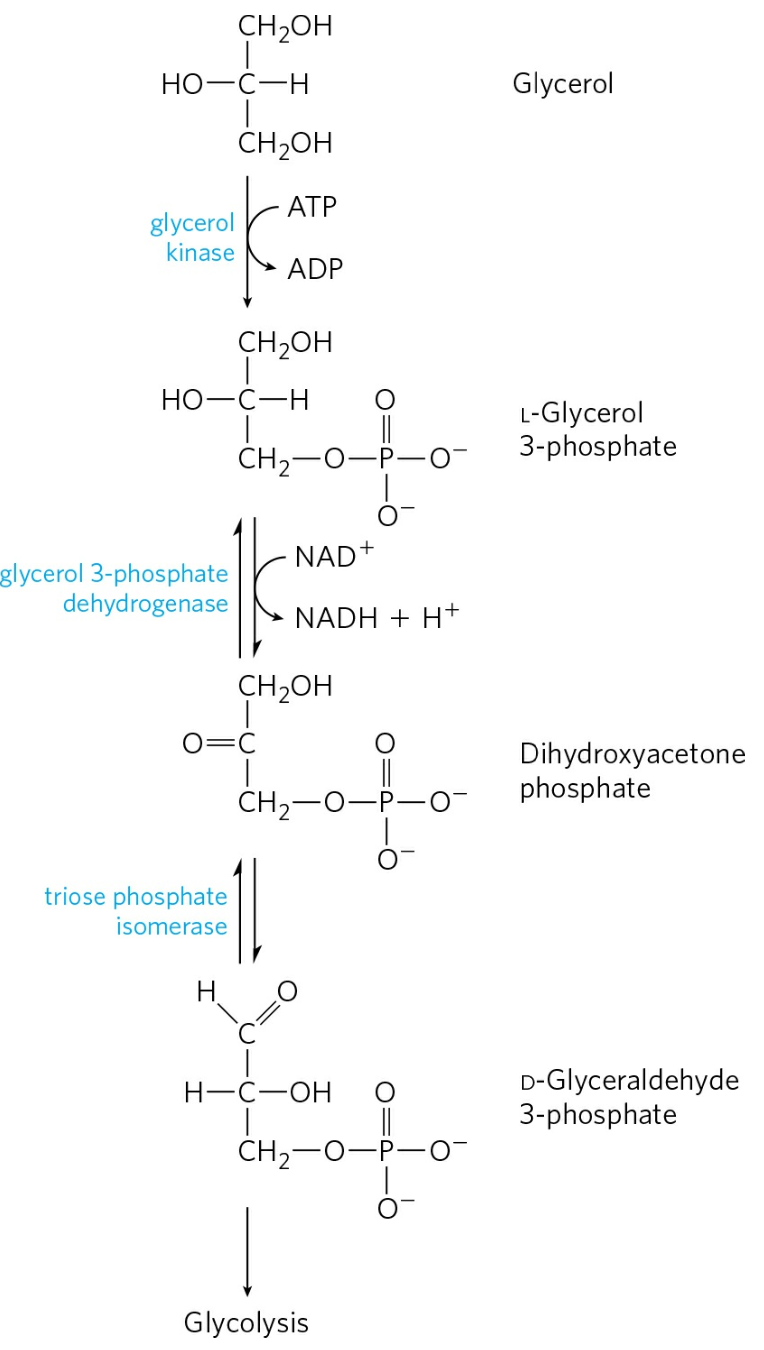 CH₂OH
HO—C—H
Glycerol
CH₂OH
glycerol
kinase
ATP
ADP
CH₂OH
HO—C—H
O
CH₂—O—P—O⁻
O⁻
L-Glycerol
3-phosphate
glycerol 3-phosphate
dehydrogenase
NAD⁺
NADH + H⁺
CH₂OH
O=C
O
CH₂—O—P—O⁻
O⁻
Dihydroxyacetone
phosphate
triose phosphate
isomerase
H O
C
H—C—OH
O
CH₂—O—P—O⁻
O⁻
D-Glyceraldehyde
3-phosphate
Glycolysis